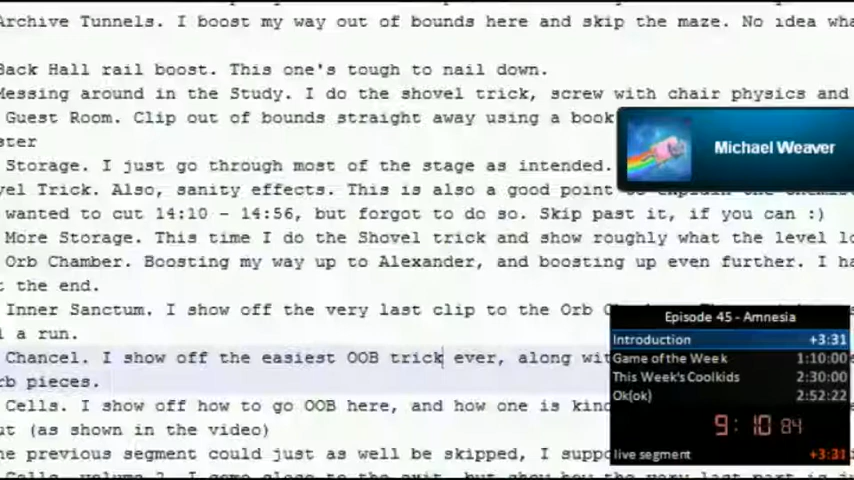 Archive Tunnels. I boost my way out of bounds here and skip the maze. No idea
Back Hall rail boost. This one's tough to nail down.
Messing around in the Study. I do the shovel trick, screw with chair physics and
Guest Room. Clip out of bounds straight away using a book
ster
Storage. I just go through most of the stage as intended.
vel Trick. Also, sanity effects. This is also a good point
wanted to cut 14:10 - 14:56, but forgot to do so. Skip past it, if you can :)
More Storage. This time I do the Shovel trick and show roughly what the level
Orb Chamber. Boosting my way up to Alexander, and boosting up even further. I
t the end.
Inner Sanctum. I show off the very last clip to the Orb
l a run.
Chancel. I show off the easiest OOB trick ever, along
rb pieces.
Cells. I show off how to go OOB here, and how one is
ut (as shown in the video)
he previous segment could just as well be skipped, I
Michael Weaver
Episode 45 - Amnesia
Introduction +3:31
Game of the Week 1:10:00
This Week's Coolkids 2:30:00
Ok(ok) 2:52:22
9:10 84
live segment +3:31